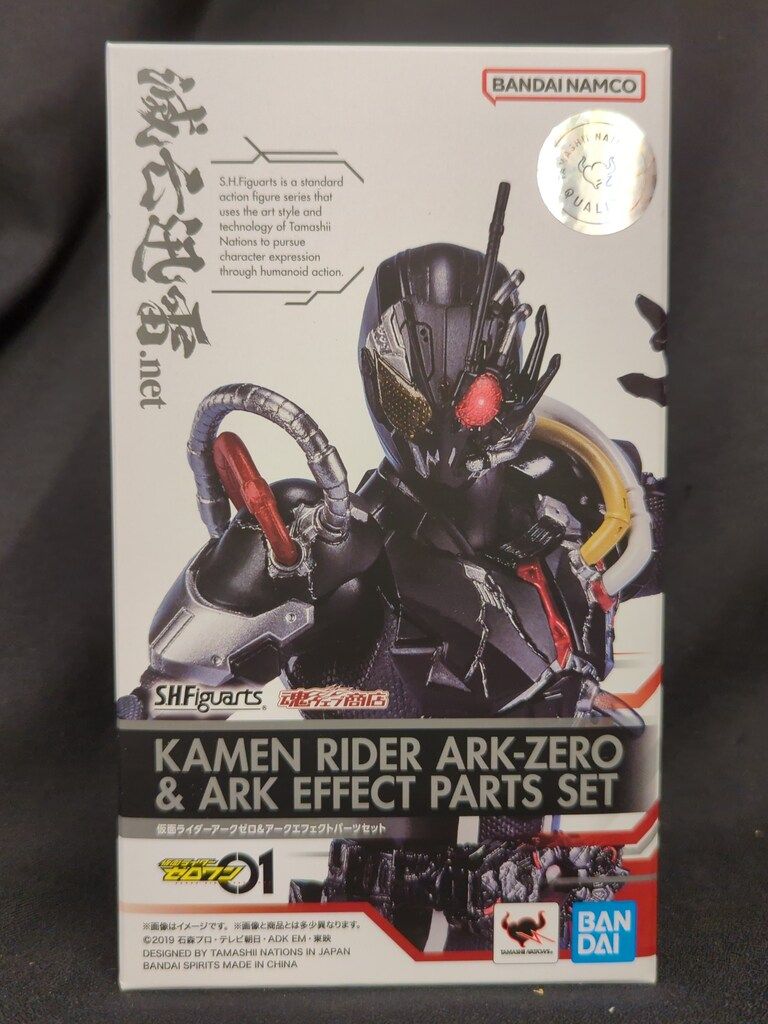 滅亡迅雷.net
BANDAI NAMCO
TAMASHII NATIONS
QUALITY
S.H.Figuarts is a standard
action figure series that
uses the art style and
technology of Tamashii
Nations to pursue
character expression
through humanoid action.
S.H.Figuarts
魂ウェブ商店
KAMEN RIDER ARK-ZERO
& ARK EFFECT PARTS SET
仮面ライダーアークゼロ&アークエフェクトパーツセット
仮面ライダー
ゼロワン 01
※画像はイメージです。※画像と商品とは多少異なります。
©2019 石森プロ・テレビ朝日・ADK EM・東映
DESIGNED BY TAMASHII NATIONS IN JAPAN
BANDAI SPIRITS MADE IN CHINA
TAMASHII NATIONS
BAN
DAI